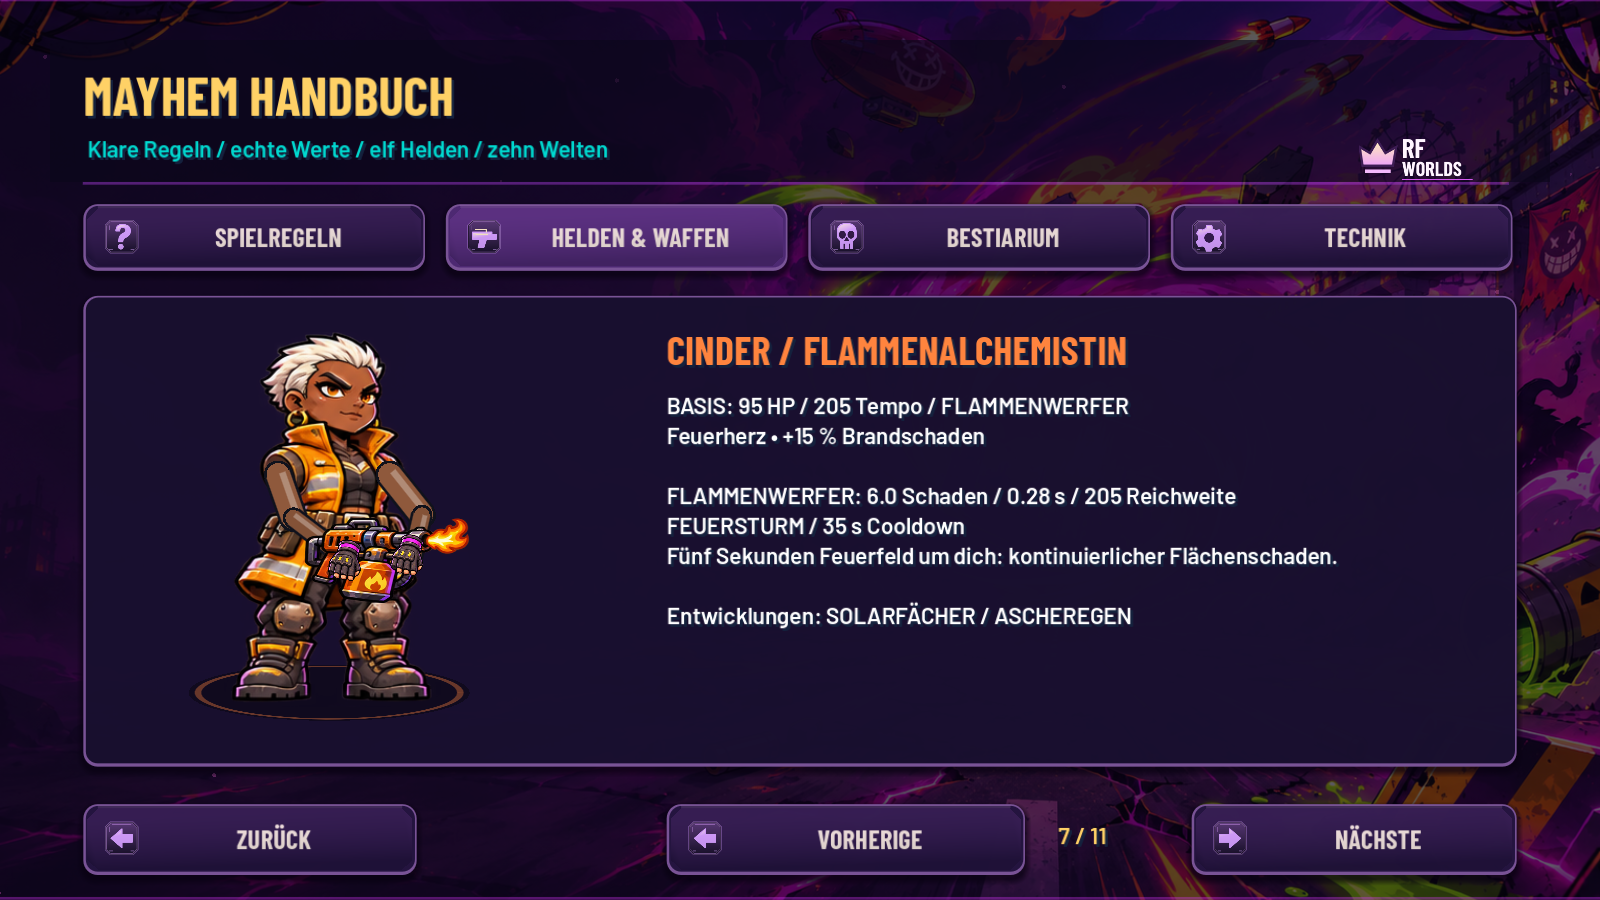 MAYHEM HANDBUCH
Klare Regeln / echte Werte / elf Helden / zehn Welten
RF
WORLDS
SPIELREGELN
HELDEN & WAFFEN
BESTIARIUM
TECHNIK
CINDER / FLAMMENALCHEMISTIN
BASIS: 95 HP / 205 Tempo / FLAMMENWERFER
Feuerherz • +15 % Brandschaden
FLAMMENWERFER: 6.0 Schaden / 0.28 s / 205 Reichweite
FEUERSTURM / 35 s Cooldown
Fünf Sekunden Feuerfeld um dich: kontinuierlicher Flächenschaden.
Entwicklungen: SOLARFÄCHER / ASCHEREGEN
ZURÜCK
VORHERIGE
7 / 11
NÄCHSTE